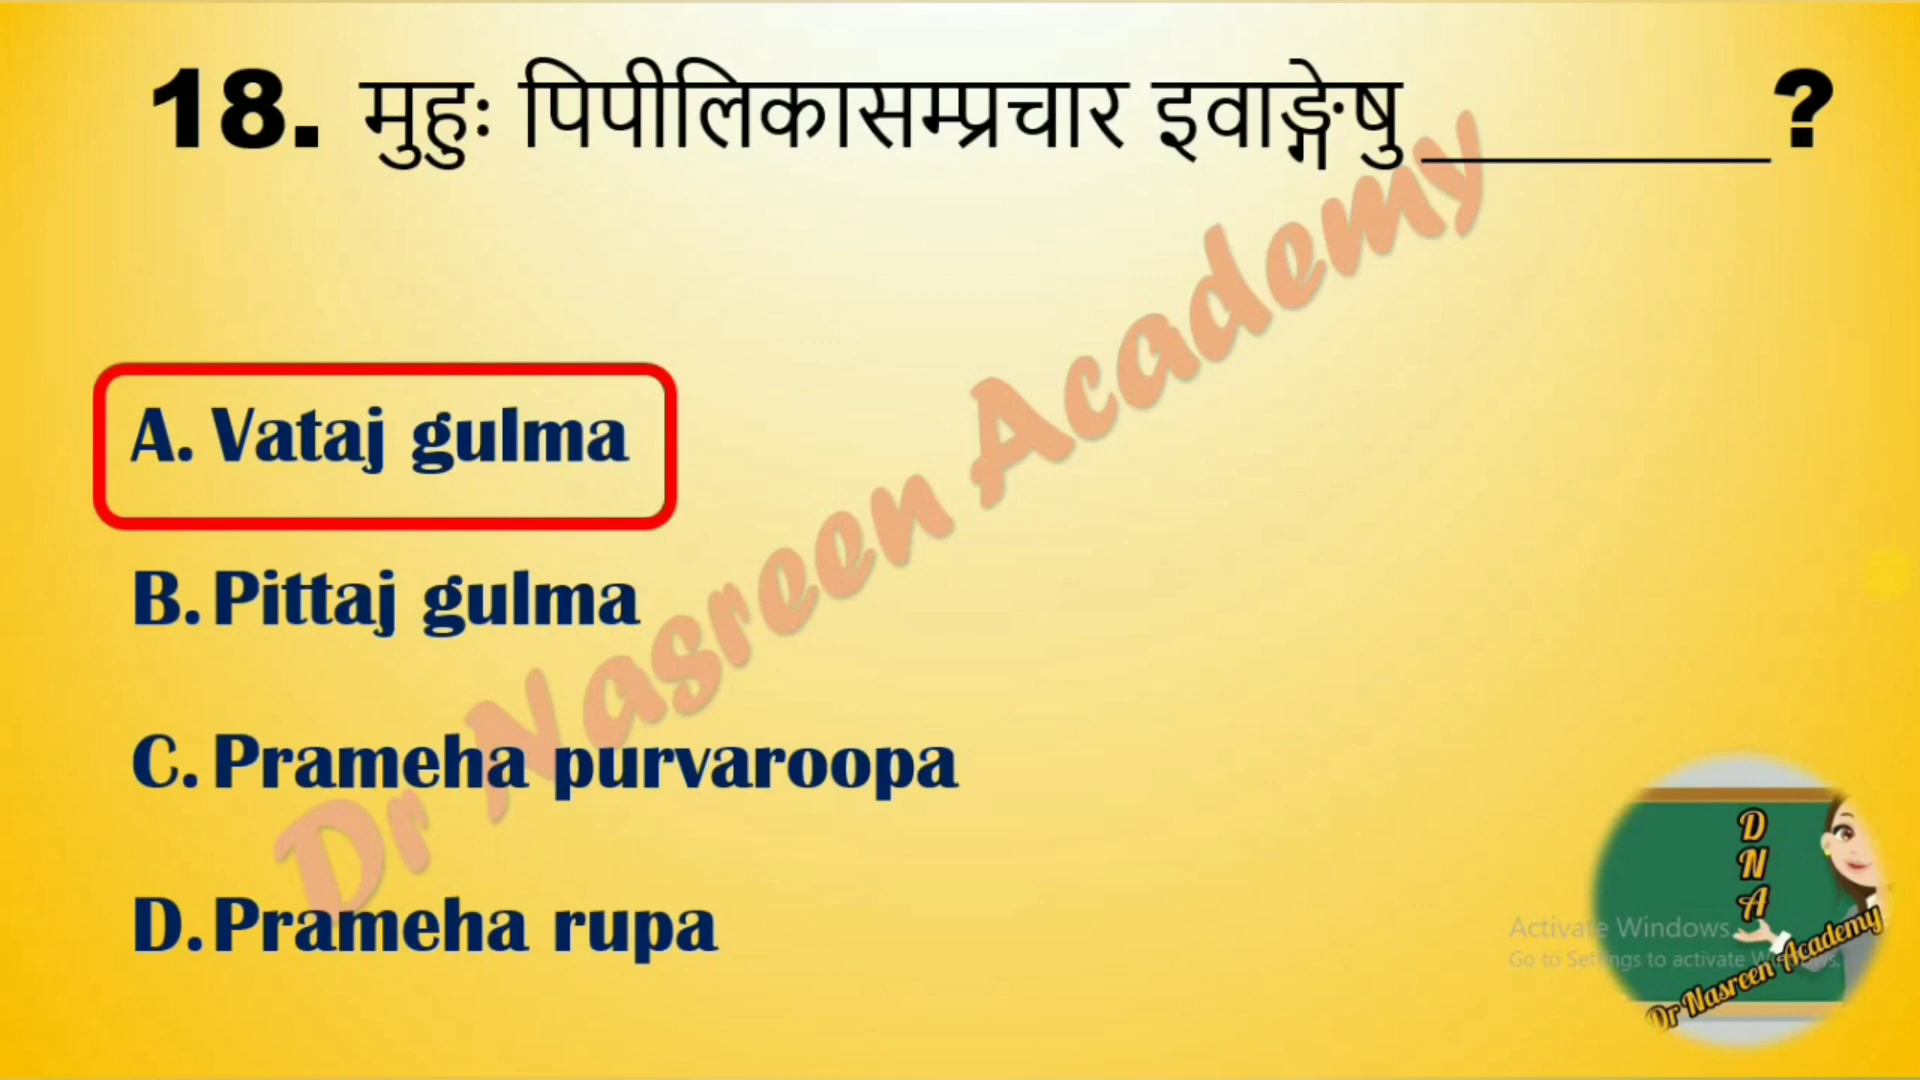 18. मुहुः पिपीलिकासम्प्रचार इवाङ्गेषु ________?
A. Vataj gulma
B. Pittaj gulma
C. Prameha purvaroopa
D. Prameha rupa
Dr Nasreen Academy
D
N
A
Dr Nasreen Academy
Activate Windows
Go to Settings to activate Windows.